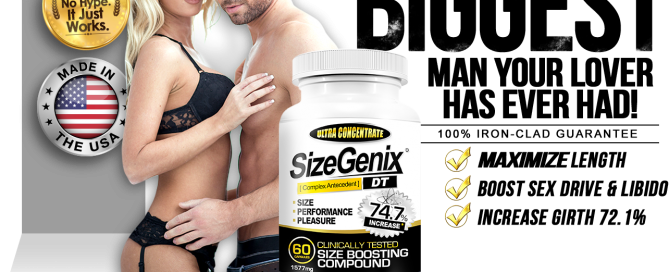 No Hype.
It Just
Works.
MADE IN
THE USA
BIGGEST
MAN YOUR LOVER
HAS EVER HAD!
100% IRON-CLAD GUARANTEE
MAXIMIZE LENGTH
BOOST SEX DRIVE & LIBIDO
INCREASE GIRTH 72.1%
ULTRA CONCENTRATE
SizeGenix
[Complex Antecedent] DT
• SIZE
• PERFORMANCE
• PLEASURE
74.7%
INCREASE
60
CAPSULES
1577mg
CLINICALLY TESTED
SIZE BOOSTING
COMPOUND